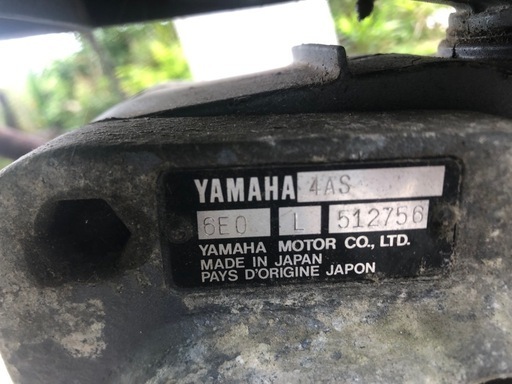 YAMAHA 4AS
6E0 L 512756
YAMAHA MOTOR CO., LTD.
MADE IN JAPAN
PAYS D'ORIGINE JAPON